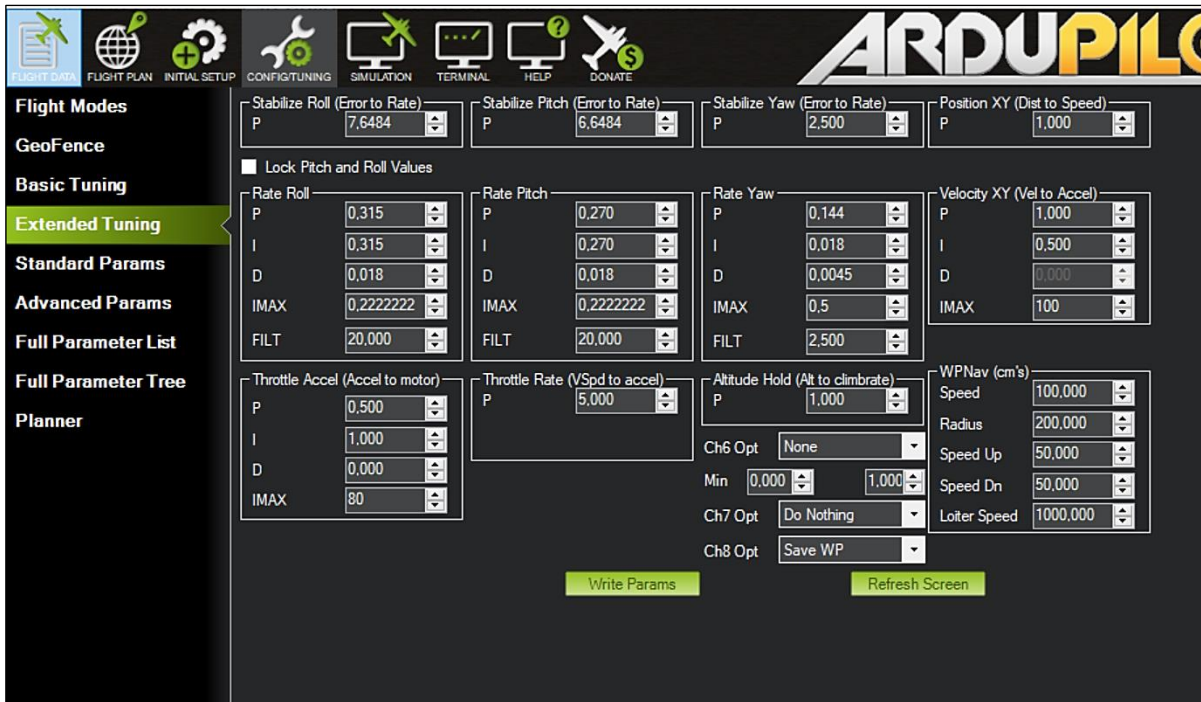 FLIGHT DATA FLIGHT PLAN INITIAL SETUP CONFIG/TUNING SIMULATION TERMINAL HELP DONATE
ARDUPILO
Flight Modes
GeoFence
Basic Tuning
Extended Tuning
Standard Params
Advanced Params
Full Parameter List
Full Parameter Tree
Planner
Stabilize Roll (Error to Rate)
P 7,6484
Stabilize Pitch (Error to Rate)
P 6,6484
Stabilize Yaw (Error to Rate)
P 2,500
Position XY (Dist to Speed)
P 1,000
Lock Pitch and Roll Values
Rate Roll
P 0,315
I 0,315
D 0,018
IMAX 0,2222222
FILT 20,000
Rate Pitch
P 0,270
I 0,270
D 0,018
IMAX 0,2222222
FILT 20,000
Rate Yaw
P 0,144
I 0,018
D 0,0045
IMAX 0,5
FILT 2,500
Velocity XY (Vel to Accel)
P 1,000
I 0,500
D 0,000
IMAX 100
Throttle Accel (Accel to motor)
P 0,500
I 1,000
D 0,000
IMAX 80
Throttle Rate (VSpd to accel)
P 5,000
Altitude Hold (Alt to climbrate)
P 1,000
Ch6 Opt None
Min 0,000 1,000
Ch7 Opt Do Nothing
Ch8 Opt Save WP
WPNav (cm's)
Speed 100,000
Radius 200,000
Speed Up 50,000
Speed Dn 50,000
Loiter Speed 1000,000
Write Params
Refresh Screen